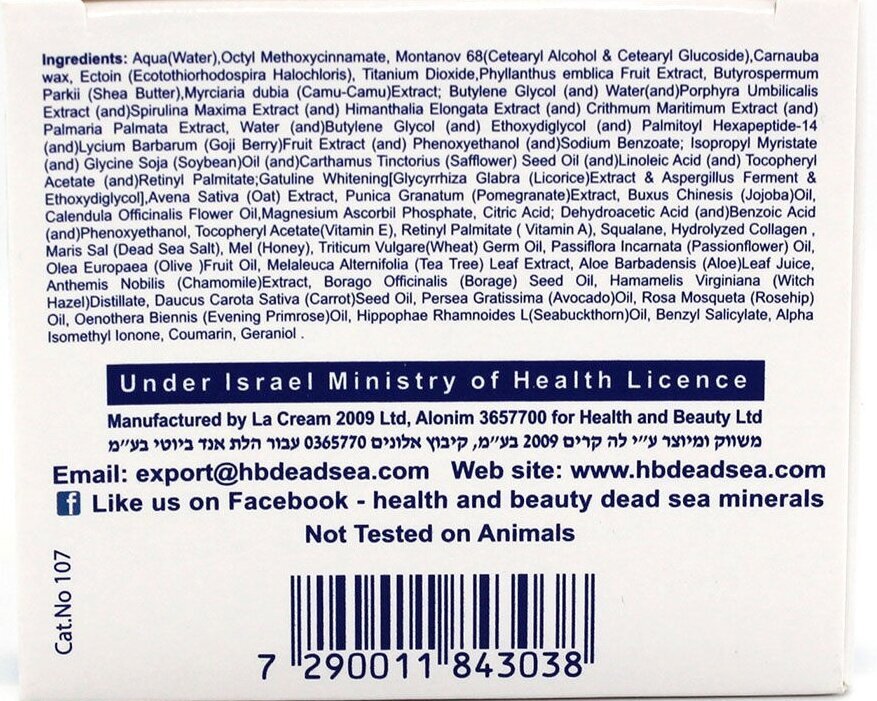 Ingredients: Aqua(Water),Octyl Methoxycinnamate, Montanov 68(Cetearyl Alcohol & Cetearyl Glucoside),Carnauba
wax, Ectoin (Ecotothiorhodospira Halochloris), Titanium Dioxide,Phyllanthus emblica Fruit Extract, Butyrospermum
Parkii (Shea Butter),Myrciaria dubia (Camu-Camu)Extract; Butylene Glycol (and) Water(and)Porphyra Umbilicalis
Extract (and)Spirulina Maxima Extract (and) Himanthalia Elongata Extract (and) Crithmum Maritimum Extract (and)
Palmaria Palmata Extract, Water (and)Butylene Glycol (and) Ethoxydiglycol (and) Palmitoyl Hexapeptide-14
(and)Lycium Barbarum (Goji Berry)Fruit Extract (and) Phenoxyethanol (and)Sodium Benzoate; Isopropyl Myristate
(and) Glycine Soja (Soybean)Oil (and)Carthamus Tinctorius (Safflower) Seed Oil (and)Linoleic Acid (and) Tocopheryl
Acetate (and)Retinyl Palmitate;Gatuline Whitening[Glycyrrhiza Glabra (Licorice)Extract & Aspergillus Ferment &
Ethoxydiglycol],Avena Sativa (Oat) Extract, Punica Granatum (Pomegranate)Extract, Buxus Chinesis (Jojoba)Oil,
Calendula Officinalis Flower Oil,Magnesium Ascorbil Phosphate, Citric Acid; Dehydroacetic Acid (and)Benzoic Acid
(and)Phenoxyethanol, Tocopheryl Acetate(Vitamin E), Retinyl Palmitate ( Vitamin A), Squalane, Hydrolyzed Collagen ,
Maris Sal (Dead Sea Salt), Mel (Honey), Triticum Vulgare(Wheat) Germ Oil, Passiflora Incarnata (Passionflower) Oil,
Olea Europaea (Olive )Fruit Oil, Melaleuca Alternifolia (Tea Tree) Leaf Extract, Aloe Barbadensis (Aloe)Leaf Juice,
Anthemis Nobilis (Chamomile)Extract, Borago Officinalis (Borage) Seed Oil, Hamamelis Virginiana (Witch
Hazel)Distillate, Daucus Carota Sativa (Carrot)Seed Oil, Persea Gratissima (Avocado)Oil, Rosa Mosqueta (Rosehip)
Oil, Oenothera Biennis (Evening Primrose)Oil, Hippophae Rhamnoides L(Seabuckthorn)Oil, Benzyl Salicylate, Alpha
Isomethyl Ionone, Coumarin, Geraniol .
Under Israel Ministry of Health Licence
Manufactured by La Cream 2009 Ltd, Alonim 3657700 for Health and Beauty Ltd
משווק ומיוצר ע״י לה קרים 2009 בע״מ, קיבוץ אלונים 0365770 עבור הלת אנד ביוטי בע״מ
Email: export@hbdeadsea.com Web site: www.hbdeadsea.com
f Like us on Facebook - health and beauty dead sea minerals
Not Tested on Animals
Cat.No 107
7 290011 843038